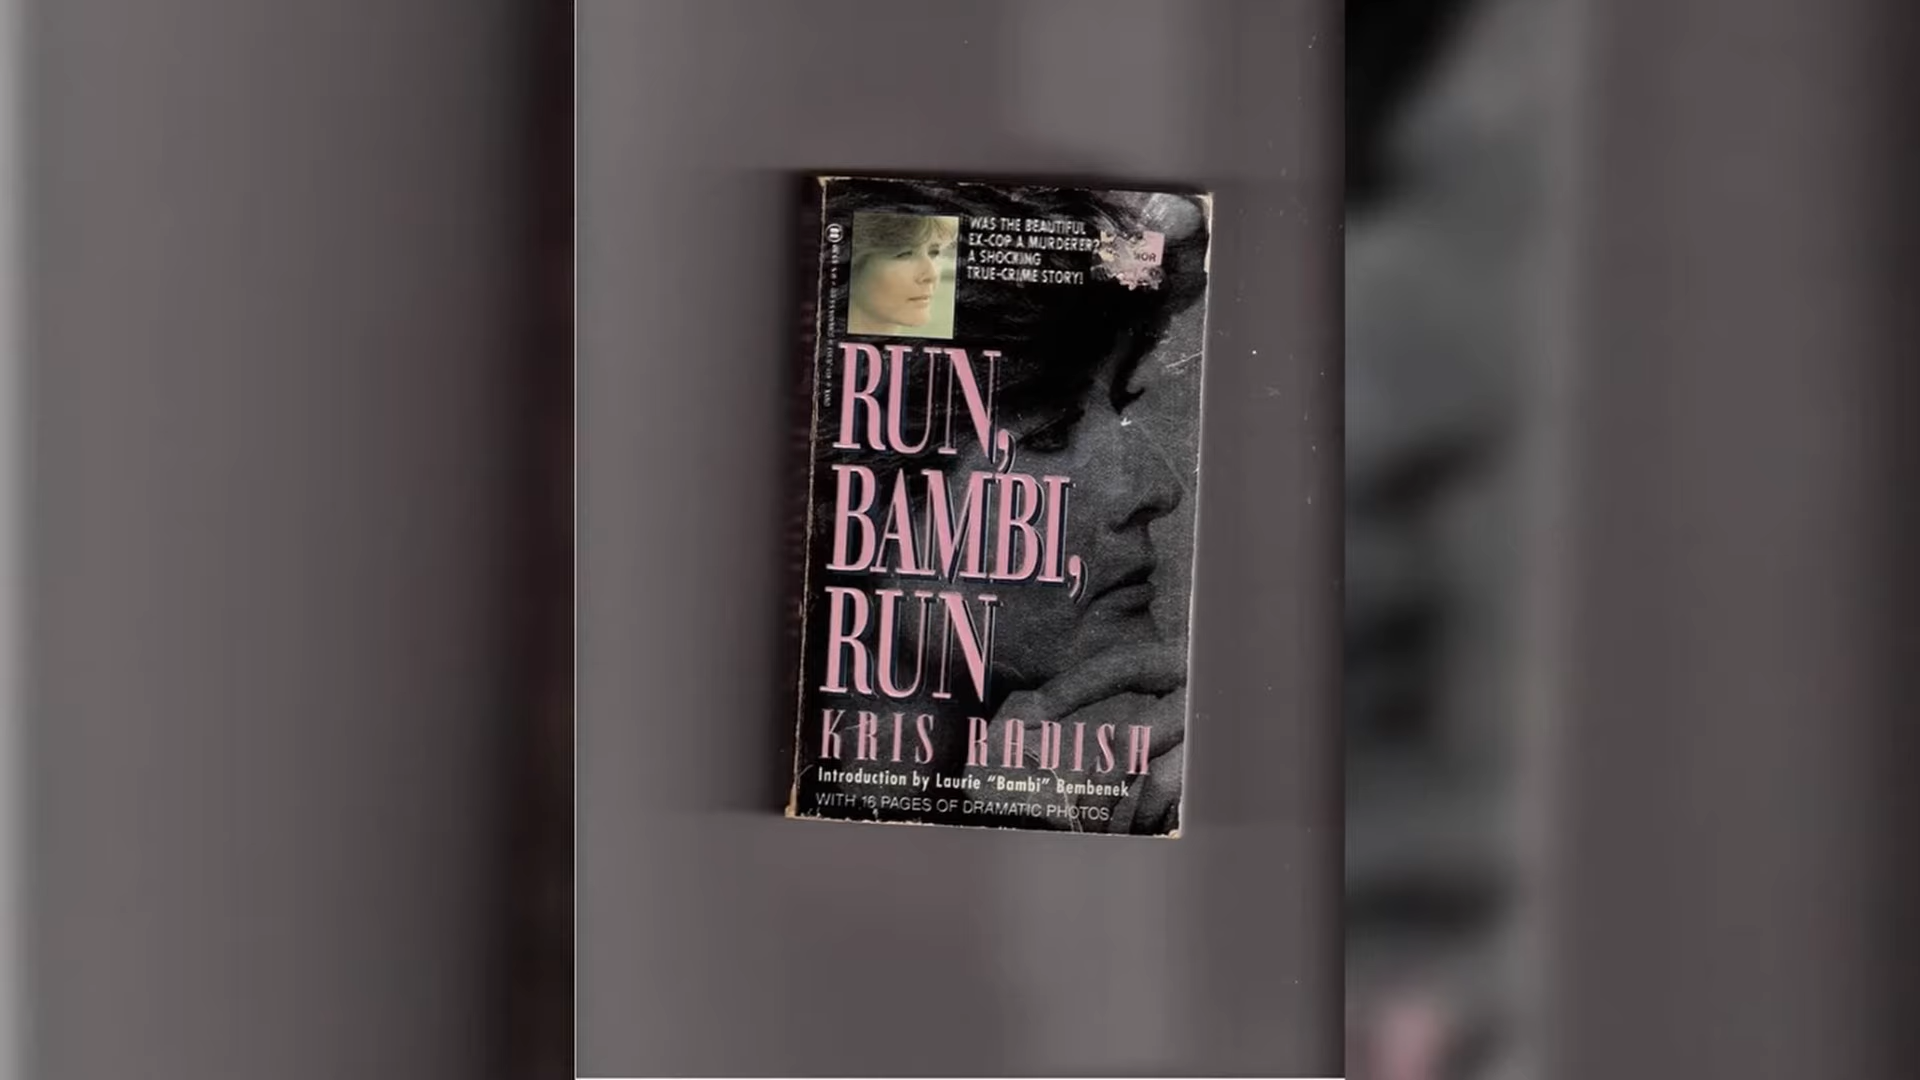 WAS THE BEAUTIFUL
EX-COP A MURDERER?
A SHOCKING
TRUE-CRIME STORY!
RUN,
BAMBI,
RUN
KRIS RADISH
Introduction by Laurie "Bambi" Bembenek
WITH 16 PAGES OF DRAMATIC PHOTOS.